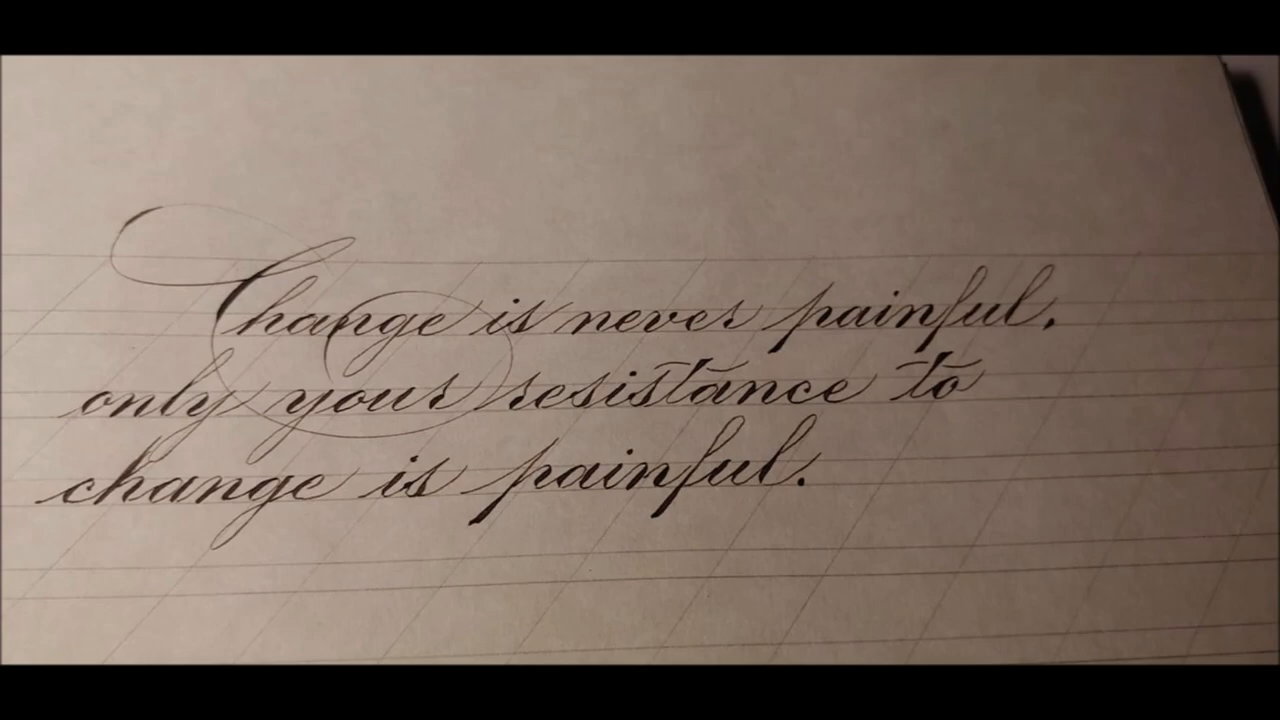 Change is never painful,
only your resistance to
change is painful.